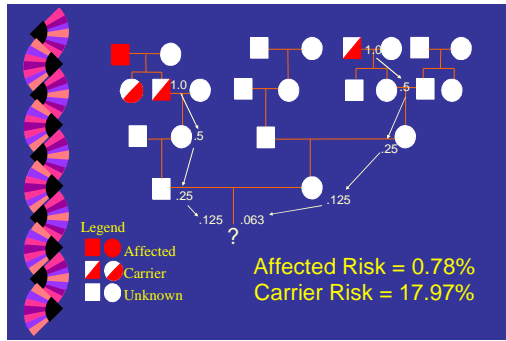 1.0
1.0
.5
.5
.25
.25
.125
.125 .063
?
Legend
Affected
Carrier
Unknown
Affected Risk = 0.78%
Carrier Risk = 17.97%